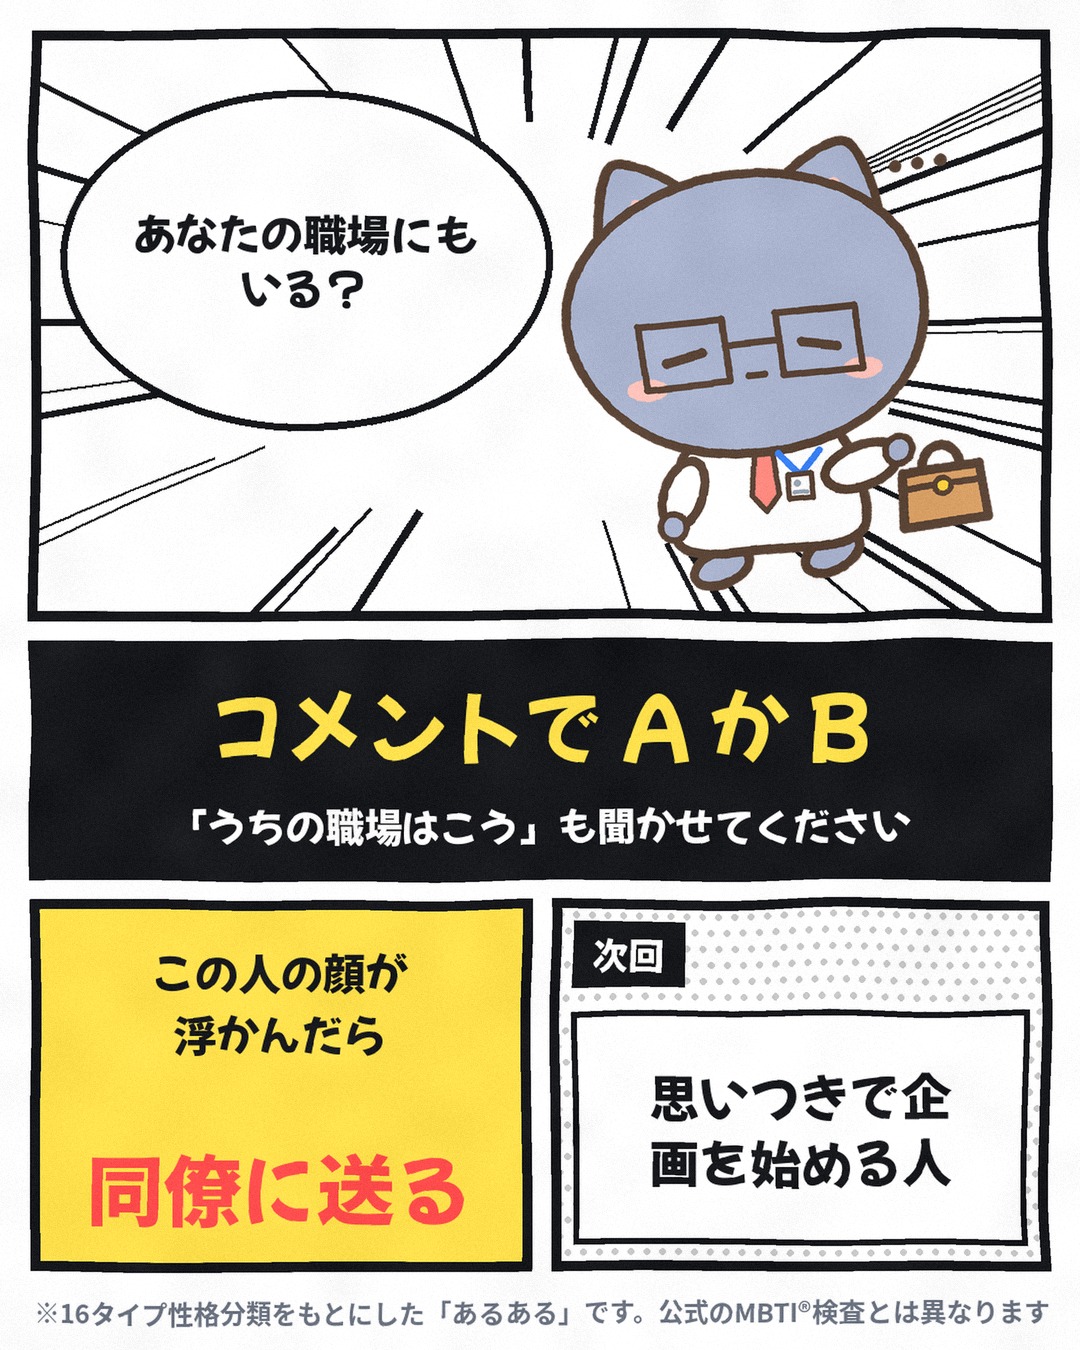 あなたの職場にも
いる？
コメントでAかB
「うちの職場はこう」も聞かせてください
この人の顔が
浮かんだら
同僚に送る
次回
思いつきで企
画を始める人
※16タイプ性格分類をもとにした「あるある」です。公式のMBTI®検査とは異なります